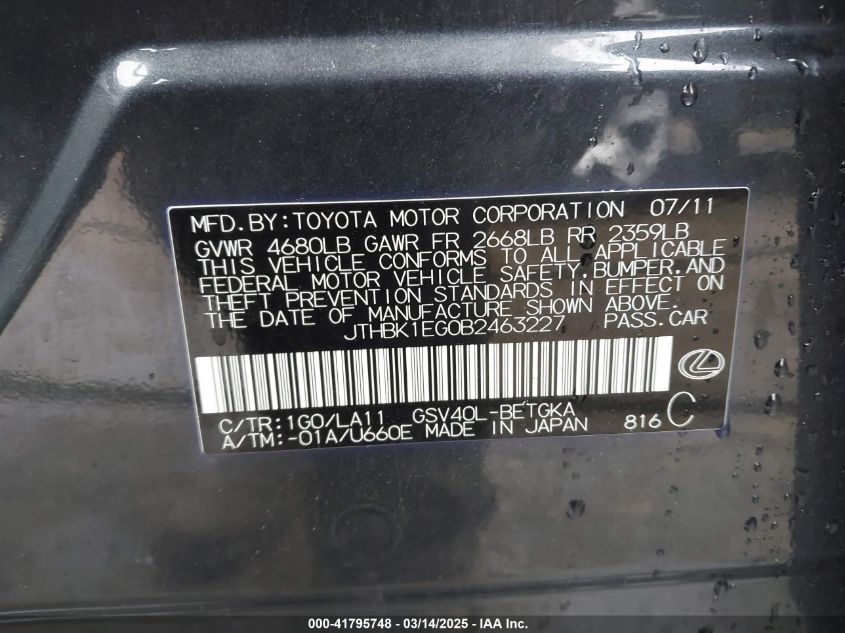 MFD.BY:TOYOTA MOTOR CORPORATION 07/11
GVWR 4680LB GAWR FR 2668LB RR 2359LB
THIS VEHICLE CONFORMS TO ALL APPLICABLE
FEDERAL MOTOR VEHICLE SAFETY,BUMPER,AND
THEFT PREVENTION STANDARDS IN EFFECT ON
THE DATE OF MANUFACTURE SHOWN ABOVE.
JTHBK1EG0B2463227 PASS.CAR
C/TR:1G0/LA11 GSV40L-BETGKA
A/TM:-01A/U660E MADE IN JAPAN 816 C
000-41795748 - 03/14/2025 - IAA Inc.